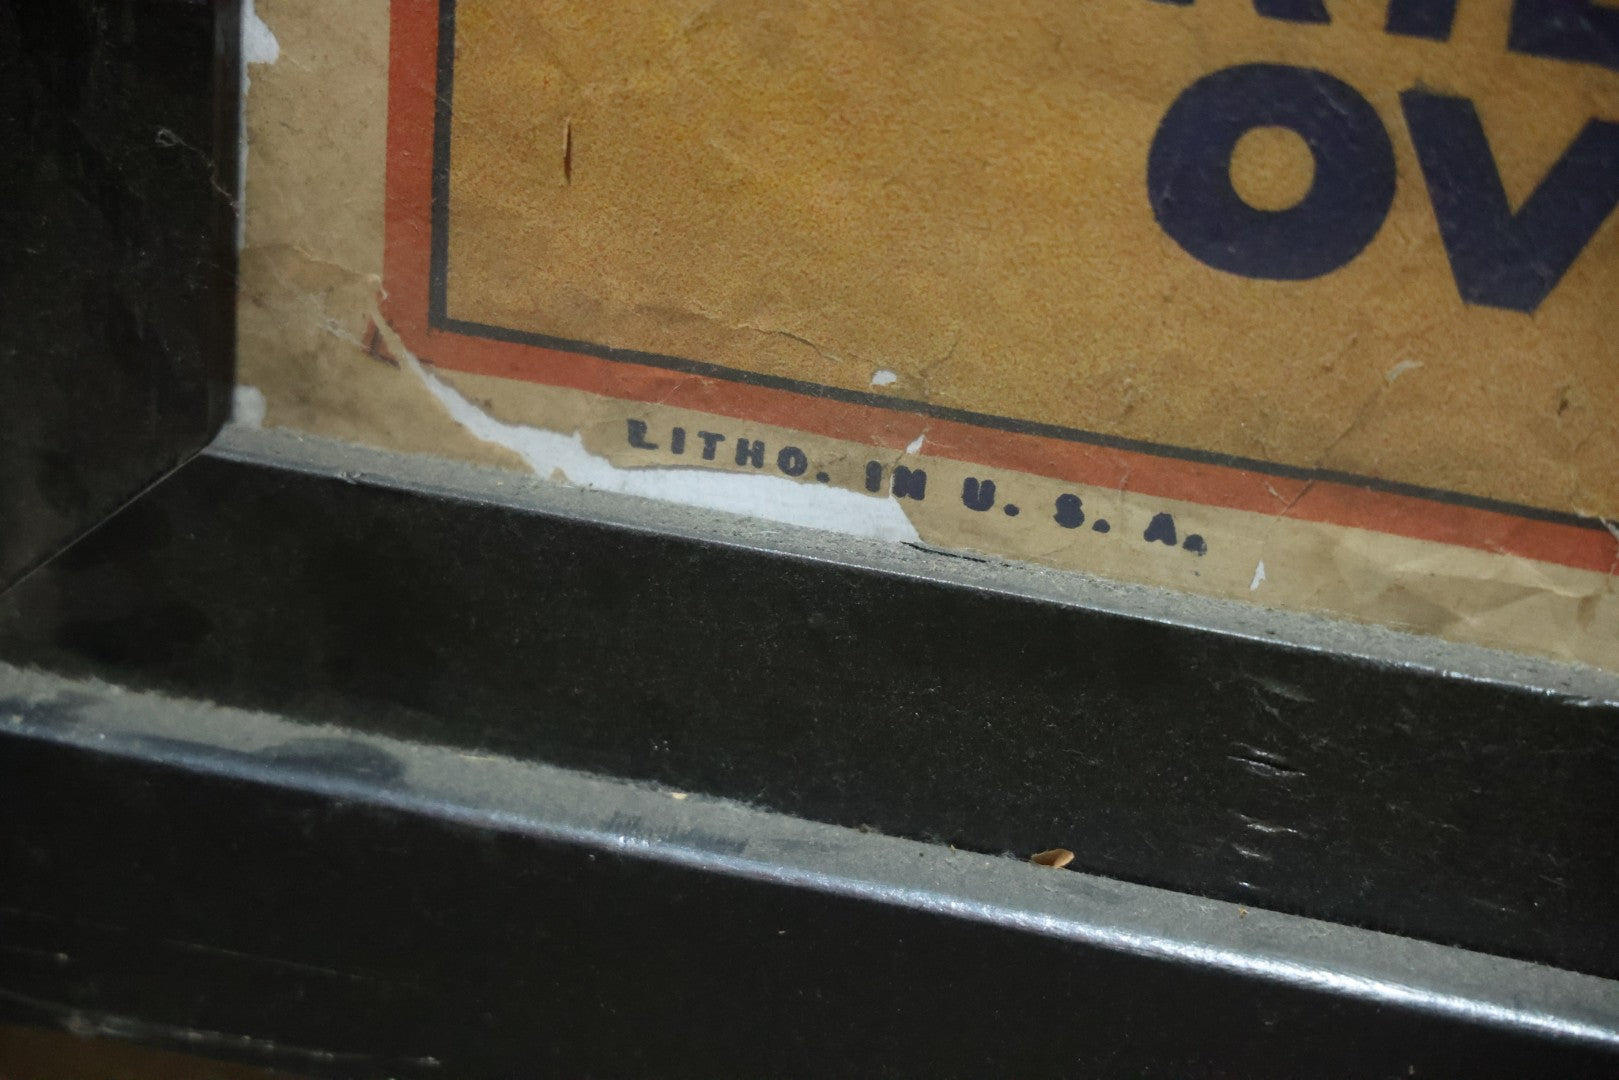 OV
LITHO. IN U. S. A.